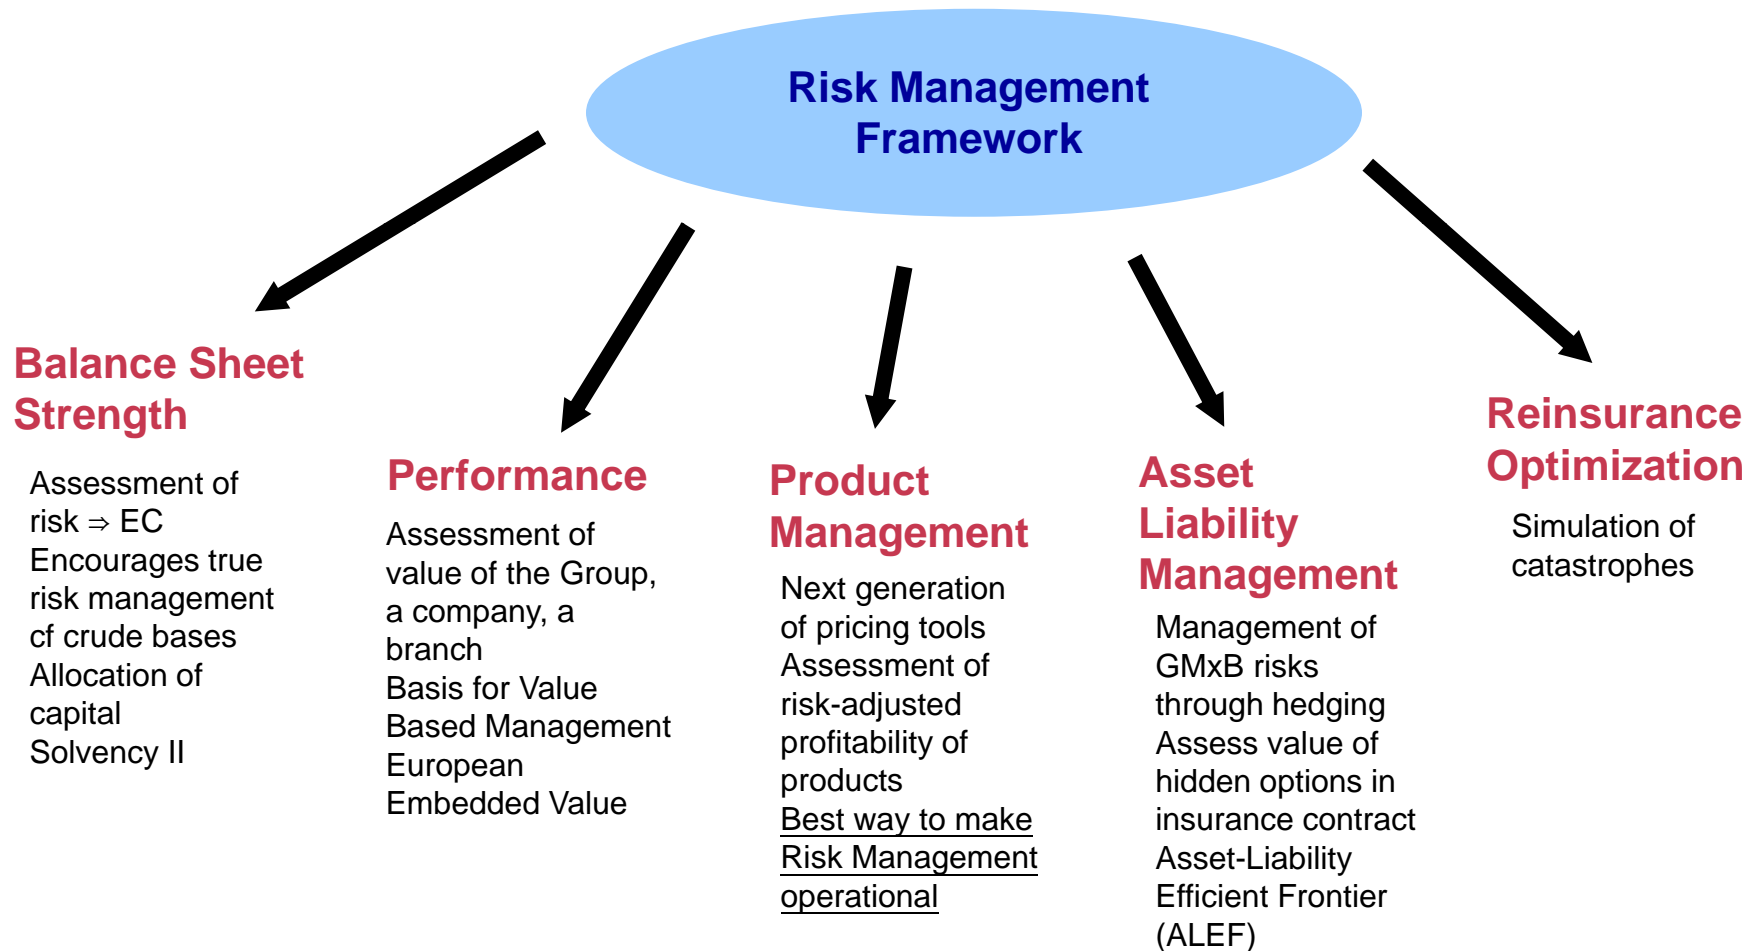 Risk Management
Framework
Balance Sheet
Strength
Assessment of
risk ⇒ EC
Encourages true
risk management
cf crude bases
Allocation of
capital
Solvency II
Performance
Assessment of
value of the Group,
a company, a
branch
Basis for Value
Based Management
European
Embedded Value
Product
Management
Next generation
of pricing tools
Assessment of
risk-adjusted
profitability of
products
Best way to make
Risk Management
operational
Asset
Liability
Management
Management of
GMxB risks
through hedging
Assess value of
hidden options in
insurance contract
Asset-Liability
Efficient Frontier
(ALEF)
Reinsurance
Optimization
Simulation of
catastrophes